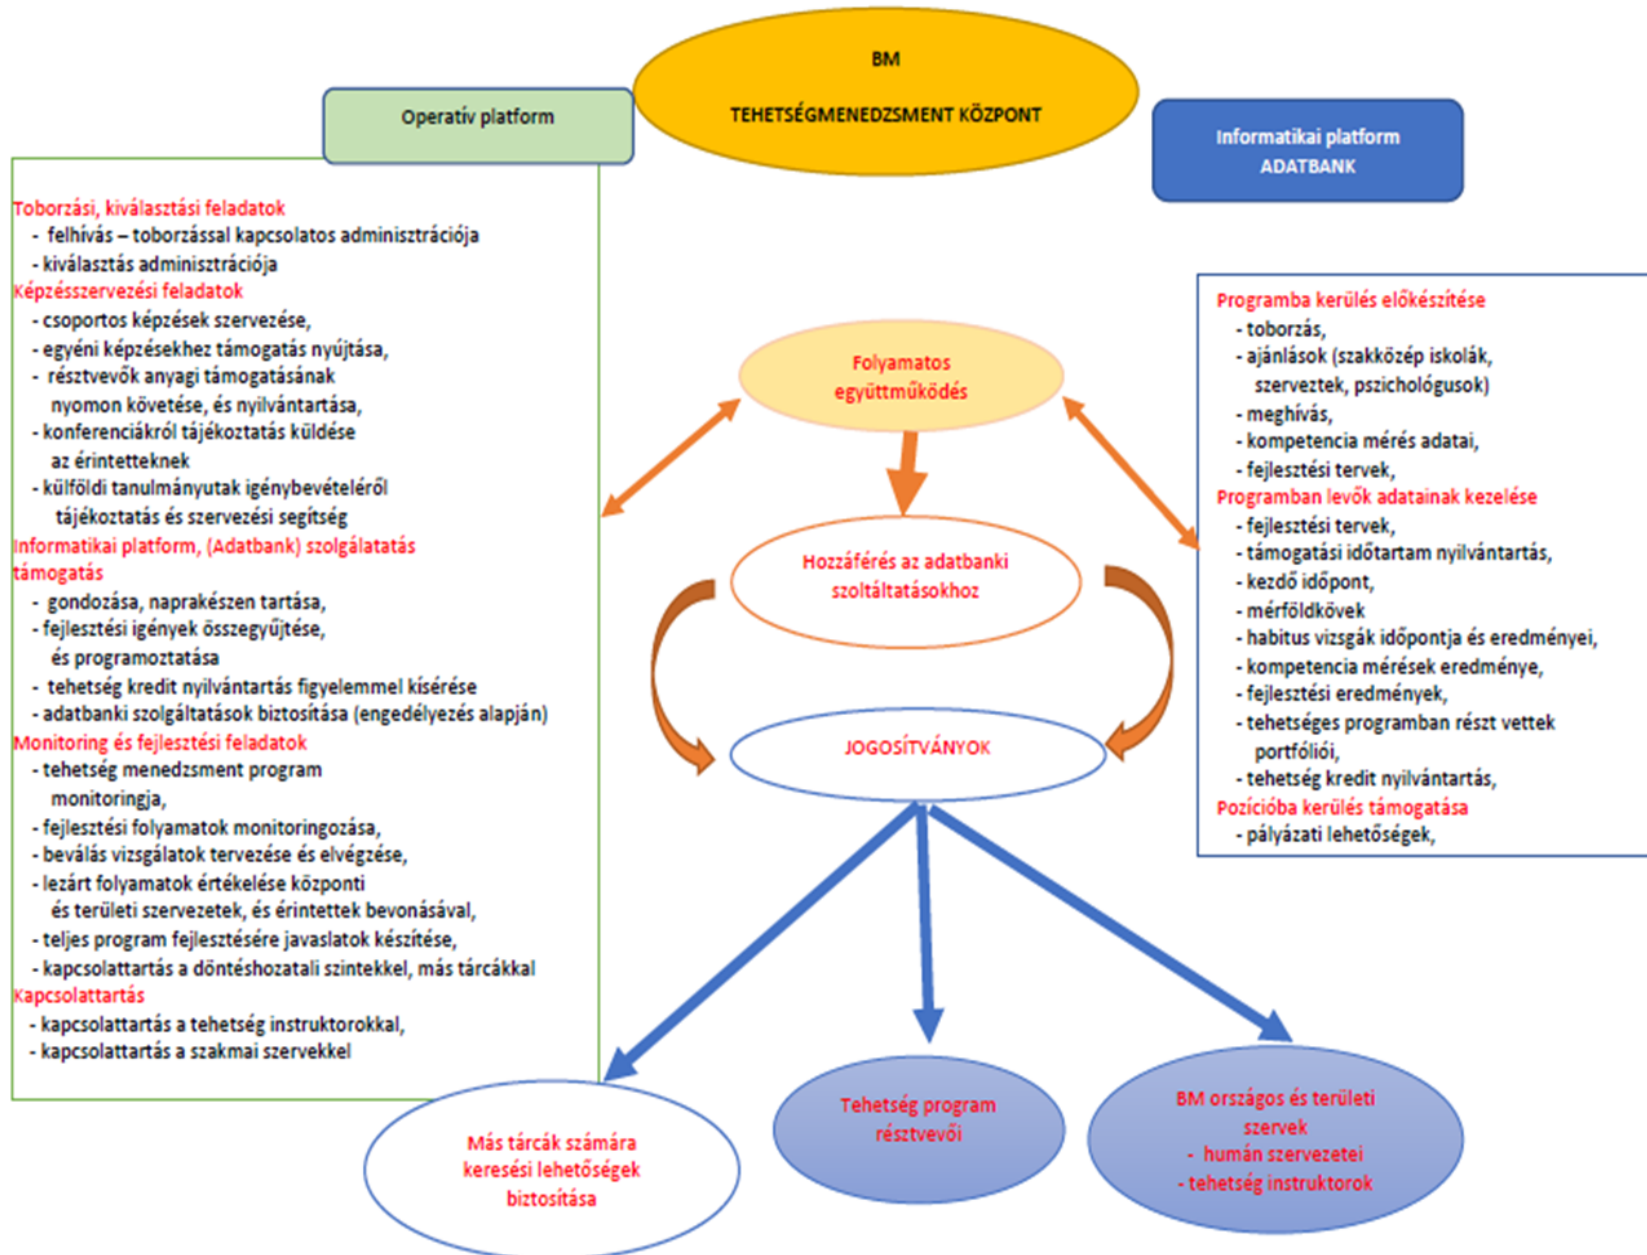 BM
TEHETSÉGMENEDZSMENT KÖZPONT
Operatív platform
Informatikai platform
ADATBANK
Toborzási, kiválasztási feladatok
- felhívás – toborzással kapcsolatos adminisztrációja
- kiválasztás adminisztrációja
Képzésszervezési feladatok
- csoportos képzések szervezése,
- egyéni képzésekhez támogatás nyújtása,
- résztvevők anyagi támogatásának
nyomon követése, és nyilvántartása,
- konferenciákról tájékoztatás küldése
az érintetteknek
- külföldi tanulmányutak igénybevételéről
tájékoztatás és szervezési segítség
Informatikai platform, (Adatbank) szolgálatatás
támogatás
- gondozása, naprakészen tartása,
- fejlesztési igények összegyűjtése,
és programoztatása
- tehetség kredit nyilvántartás figyelemmel kísérése
- adatbanki szolgáltatások biztosítása (engedélyezés alapján)
Monitoring és fejlesztési feladatok
- tehetség menedzsment program
monitoringja,
- fejlesztési folyamatok monitoringozása,
- beválás vizsgálatok tervezése és elvégzése,
- lezárt folyamatok értékelése központi
és területi szervezetek, és érintettek bevonásával,
- teljes program fejlesztésére javaslatok készítése,
- kapcsolattartás a döntéshozatali szintekkel, más tárcákkal
Kapcsolattartás
- kapcsolattartás a tehetség instruktorokkal,
- kapcsolattartás a szakmai szervekkel
Folyamatos
együttműködés
Hozzáférés az adatbanki
szoltáltatásokhoz
JOGOSÍTVÁNYOK
Programba kerülés előkészítése
- toborzás,
- ajánlások (szakközép iskolák,
szerveztek, pszichológusok)
- meghívás,
- kompetencia mérés adatai,
- fejlesztési tervek,
Programban levők adatainak kezelése
- fejlesztési tervek,
- támogatási időtartam nyilvántartás,
- kezdő időpont,
- mérföldkövek
- habitus vizsgák időpontja és eredményei,
- kompetencia mérések eredménye,
- fejlesztési eredmények,
- tehetséges programban részt vettek
portfóliói,
- tehetség kredit nyilvántartás,
Pozícióba kerülés támogatása
- pályázati lehetőségek,
Más tárcák számára
keresési lehetőségek
biztosítása
Tehetség program
résztvevői
BM országos és területi
szervek
- humán szervezetei
- tehetség instruktorok